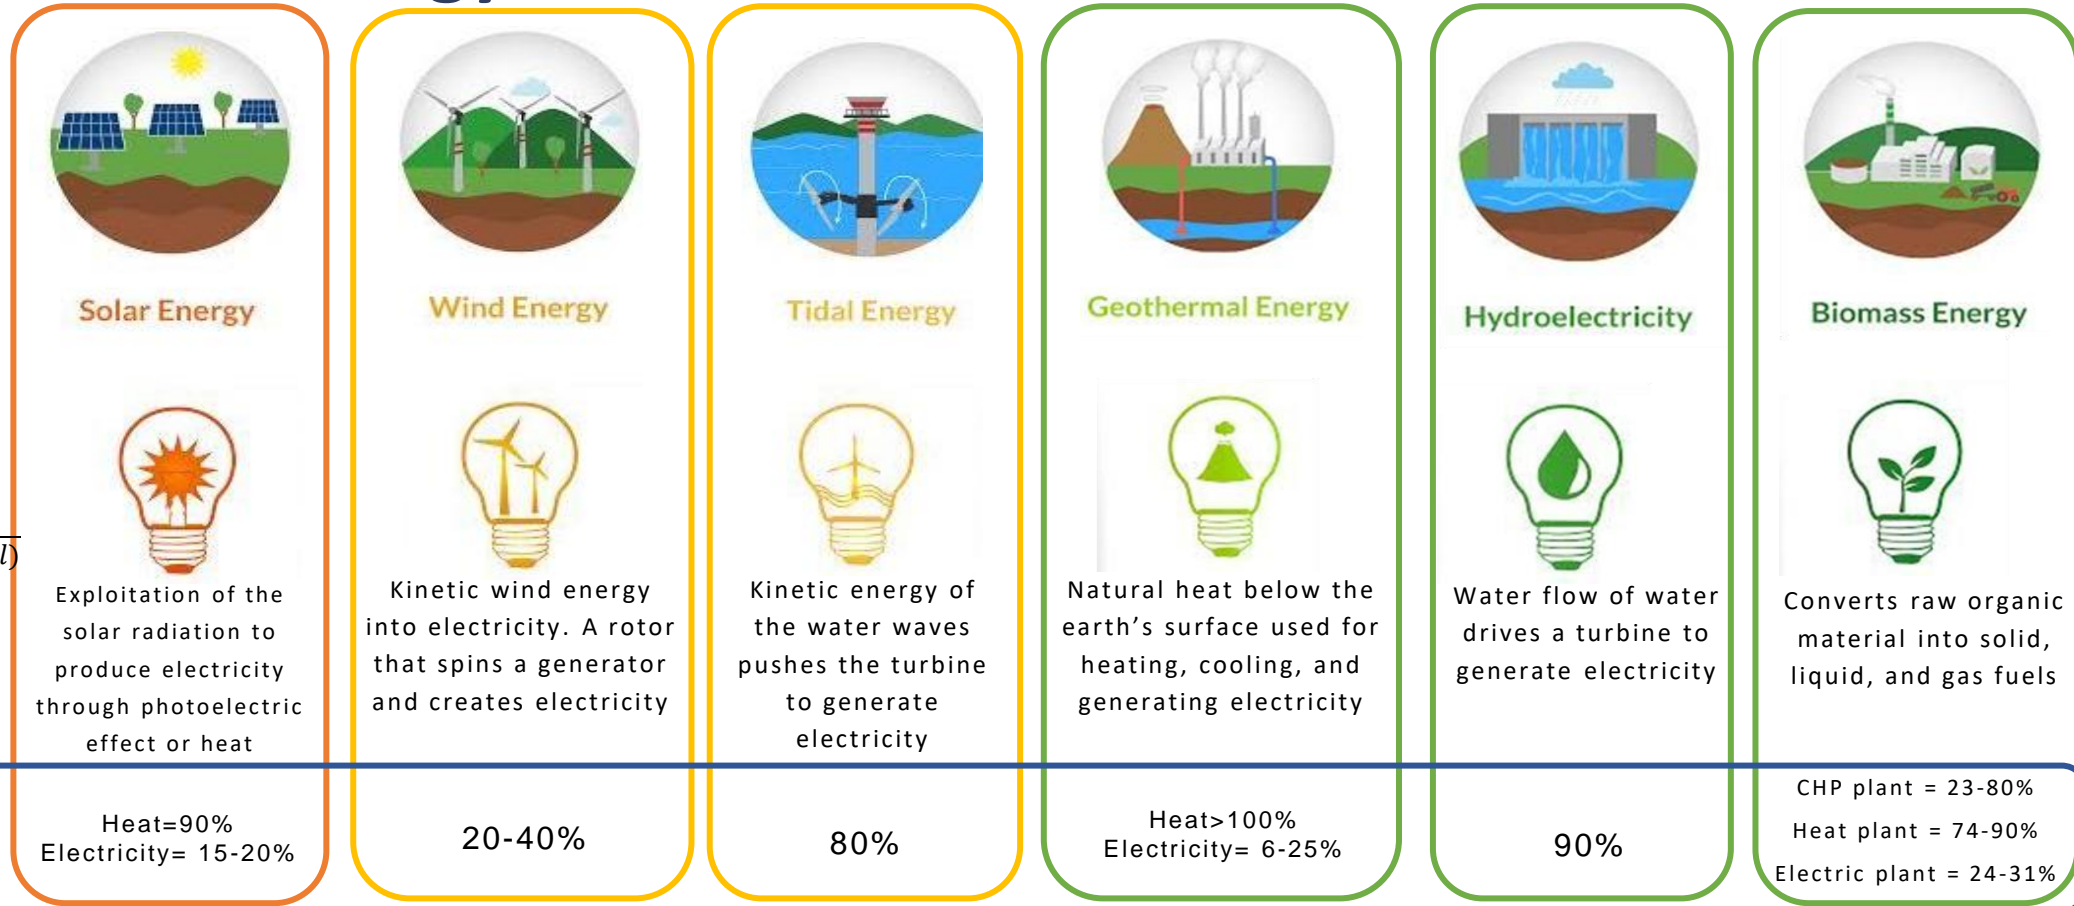 Solar Energy
Wind Energy
Tidal Energy
Geothermal Energy
Hydroelectricity
Biomass Energy
l)
Exploitation of the
solar radiation to
produce electricity
through photoelectric
effect or heat
Kinetic wind energy
into electricity. A rotor
that spins a generator
and creates electricity
Kinetic energy of
the water waves
pushes the turbine
to generate
electricity
Natural heat below the
earth’s surface used for
heating, cooling, and
generating electricity
Water flow of water
drives a turbine to
generate electricity
Converts raw organic
material into solid,
liquid, and gas fuels
Heat=90%
Electricity= 15-20%
20-40%
80%
Heat>100%
Electricity= 6-25%
90%
CHP plant = 23-80%
Heat plant = 74-90%
Electric plant = 24-31%